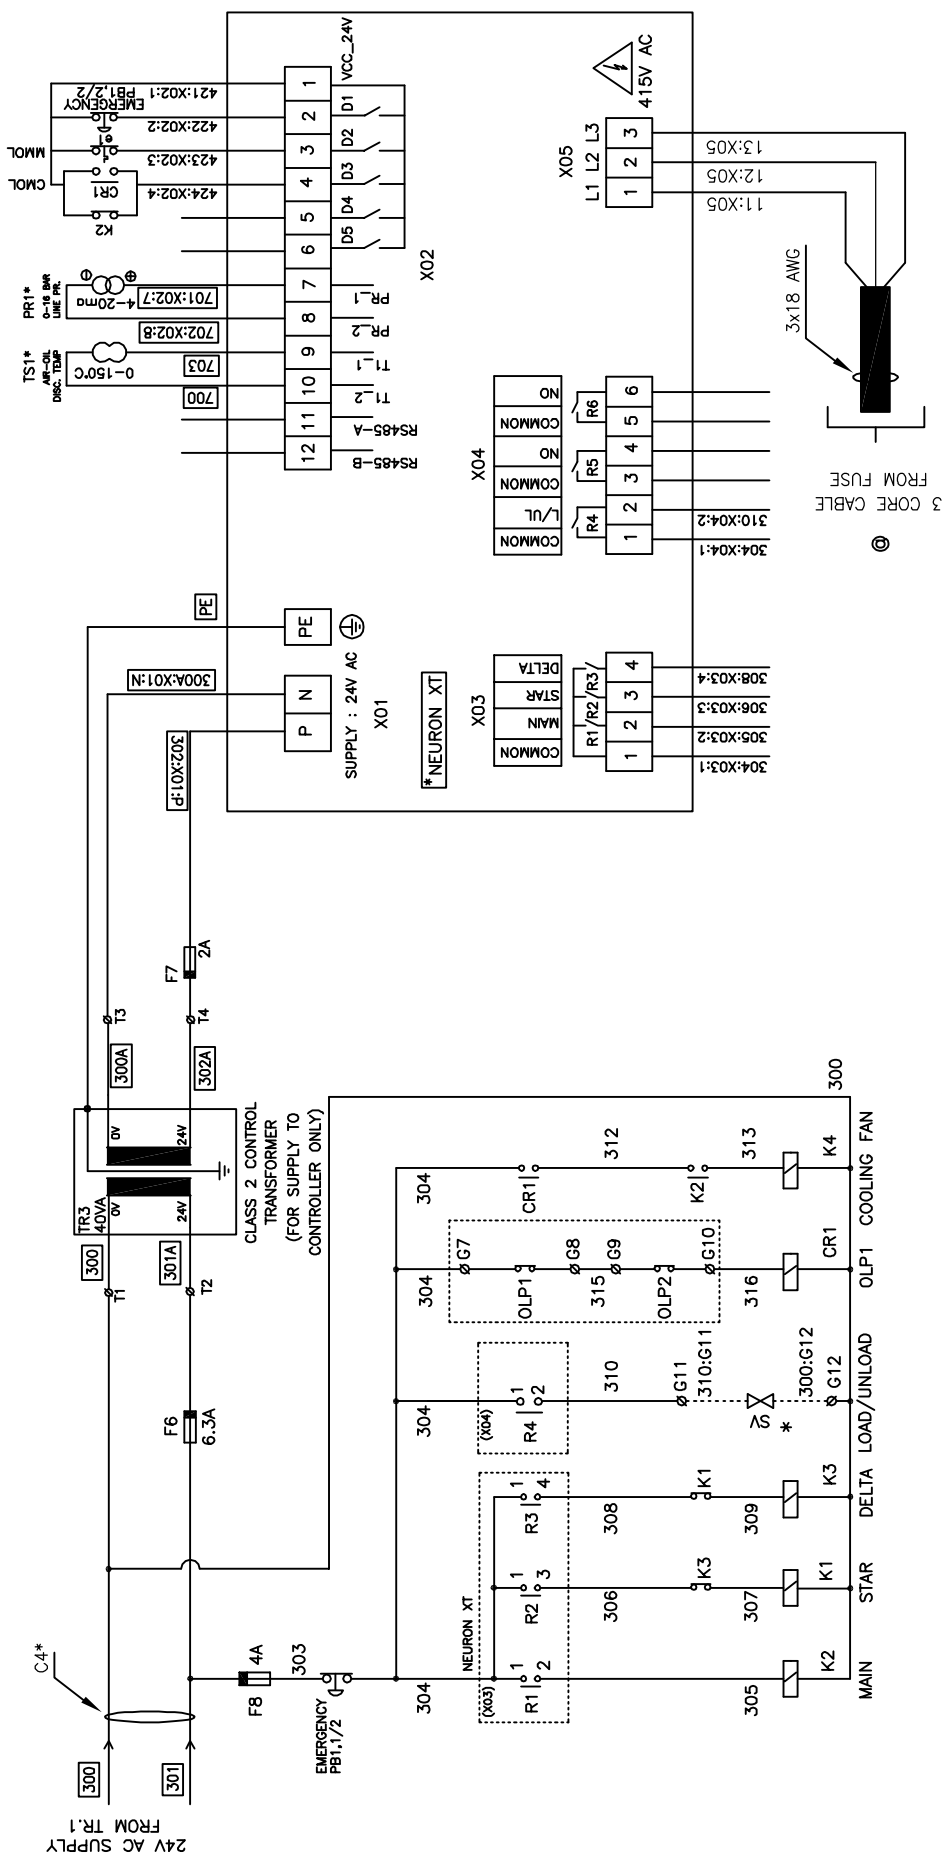 24V AC SUPPLY
FROM TR.1
300
301
C4*
F6
6.3A
F8
4A
303
EMERGENCY
PB1,1/2
T1
T2
300
301A
TR3
40VA
0V
24V
0V
24V
CLASS 2 CONTROL
TRANSFORMER
(FOR SUPPLY TO
CONTROLLER ONLY)
300A
302A
T3
T4
F7
2A
302:X01:P
300A:X01:N
PE
P
N
PE
SUPPLY : 24V AC
X01
*NEURON XT
421:X02:1
EMERGENCY
PB1,2/2
422:X02:2
e1
423:X02:3
MMOL
CMOL
CR1
K2
424:X02:4
PR1*
0-16 BAR
LINE PR.
4-20ma
701:X02:7
702:X02:8
TS1*
AIR-OIL
DISC. TEMP
0-150°C
703
700
12
11
10
9
8
7
6
5
4
3
2
1
RS485-B
RS485-A
T1_2
T1_1
PR_2
PR_1
D5
D4
D3
D2
D1
VCC_24V
X02
X03
COMMON
MAIN
STAR
DELTA
R1
R2
R3
1
2
3
4
304:X03:1
305:X03:2
306:X03:3
308:X03:4
X04
COMMON
L/UL
COMMON
NO
COMMON
NO
R4
R5
R6
1
2
3
4
5
6
304:X04:1
310:X04:2
X05
L1 L2 L3
1
2
3
415V AC
11:X05
12:X05
13:X05
3x18 AWG
@
3 CORE CABLE
FROM FUSE
304
NEURON XT
(X03)
R1
1
2
305
K2
MAIN
R2
1
3
306
K3
307
K1
STAR
R3
1
4
308
K1
309
K3
DELTA
304
(X04)
R4
1
2
310
G11
310:G11
SV
*
300:G12
G12
LOAD/UNLOAD
304
G7
OLP1
G8
315
G9
OLP2
G10
316
CR1
OLP1
304
CR1
312
K2
313
K4
COOLING FAN
300